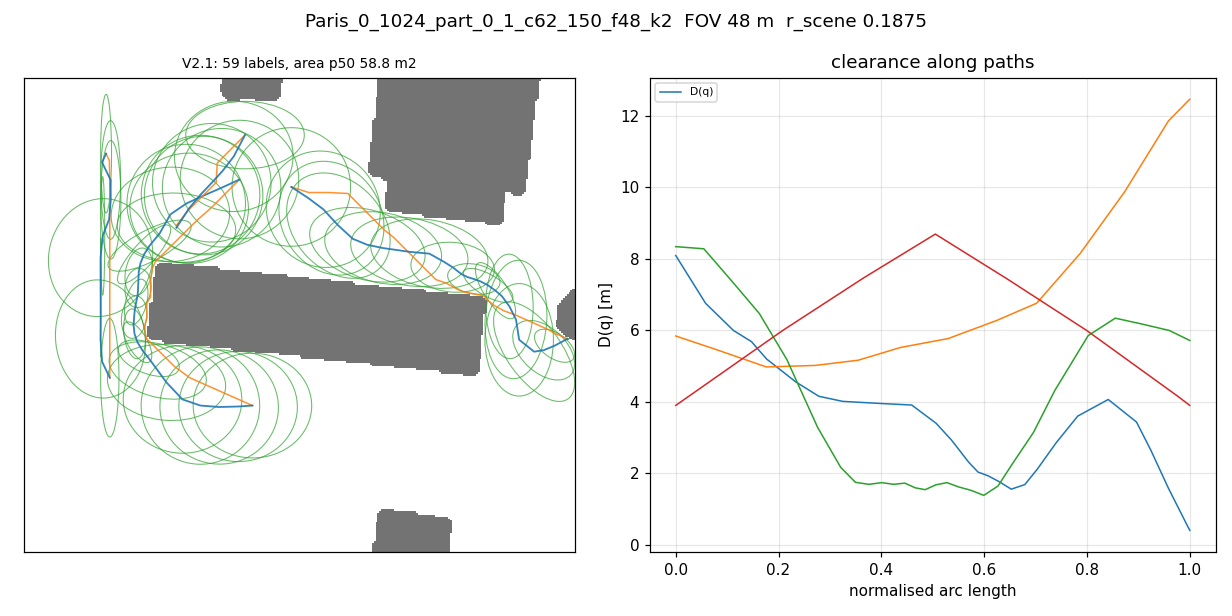 Paris_0_1024_part_0_1_c62_150_f48_k2  FOV 48 m  r_scene 0.1875
V2.1: 59 labels, area p50 58.8 m2
clearance along paths
D(q)
D(q) [m]
12
10
8
6
4
2
0
0.0 0.2 0.4 0.6 0.8 1.0
normalised arc length